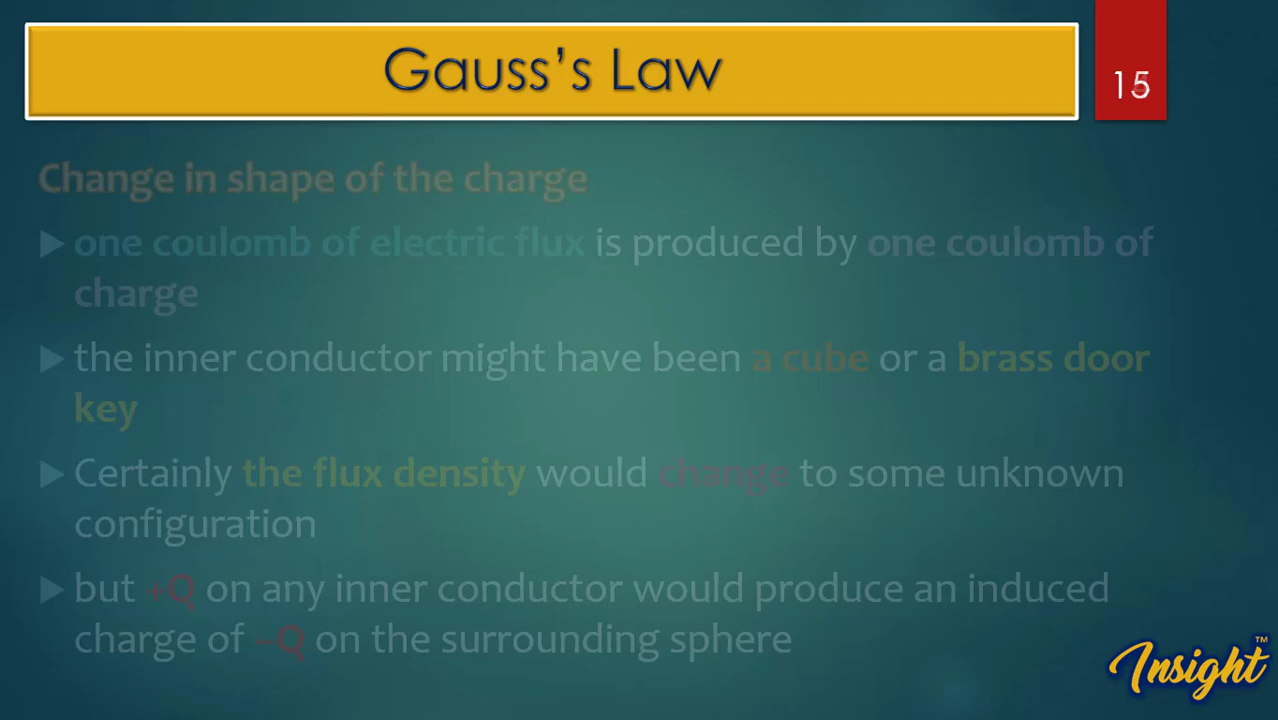 Gauss's Law
15
Change in shape of the charge
one coulomb of electric flux is produced by one coulomb of
charge
the inner conductor might have been a cube or a brass door
key
Certainly the flux density would change to some unknown
configuration
but +Q on any inner conductor would produce an induced
charge of −Q on the surrounding sphere
Insight™